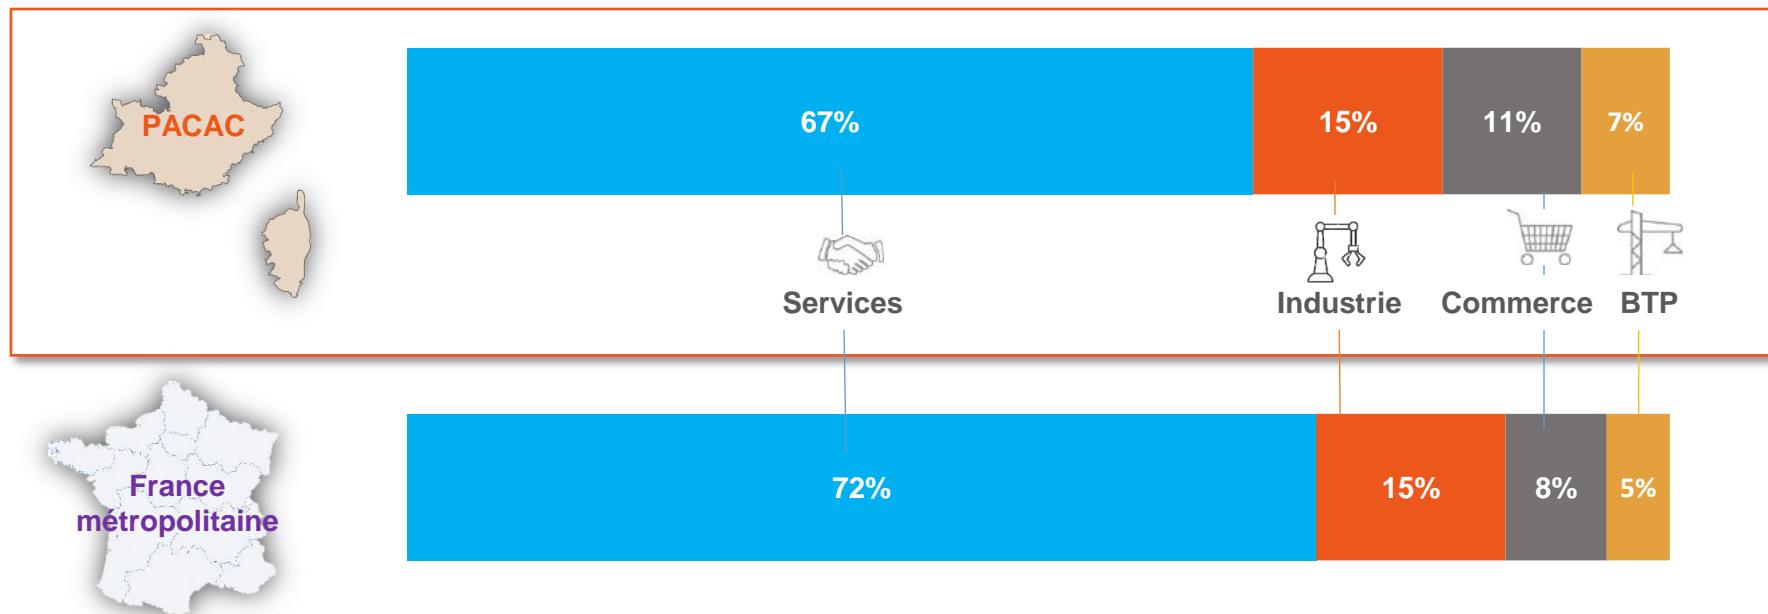 PACAC
67%
15%
11%
7%
Services
Industrie
Commerce
BTP
France
métropolitaine
72%
15%
8%
5%